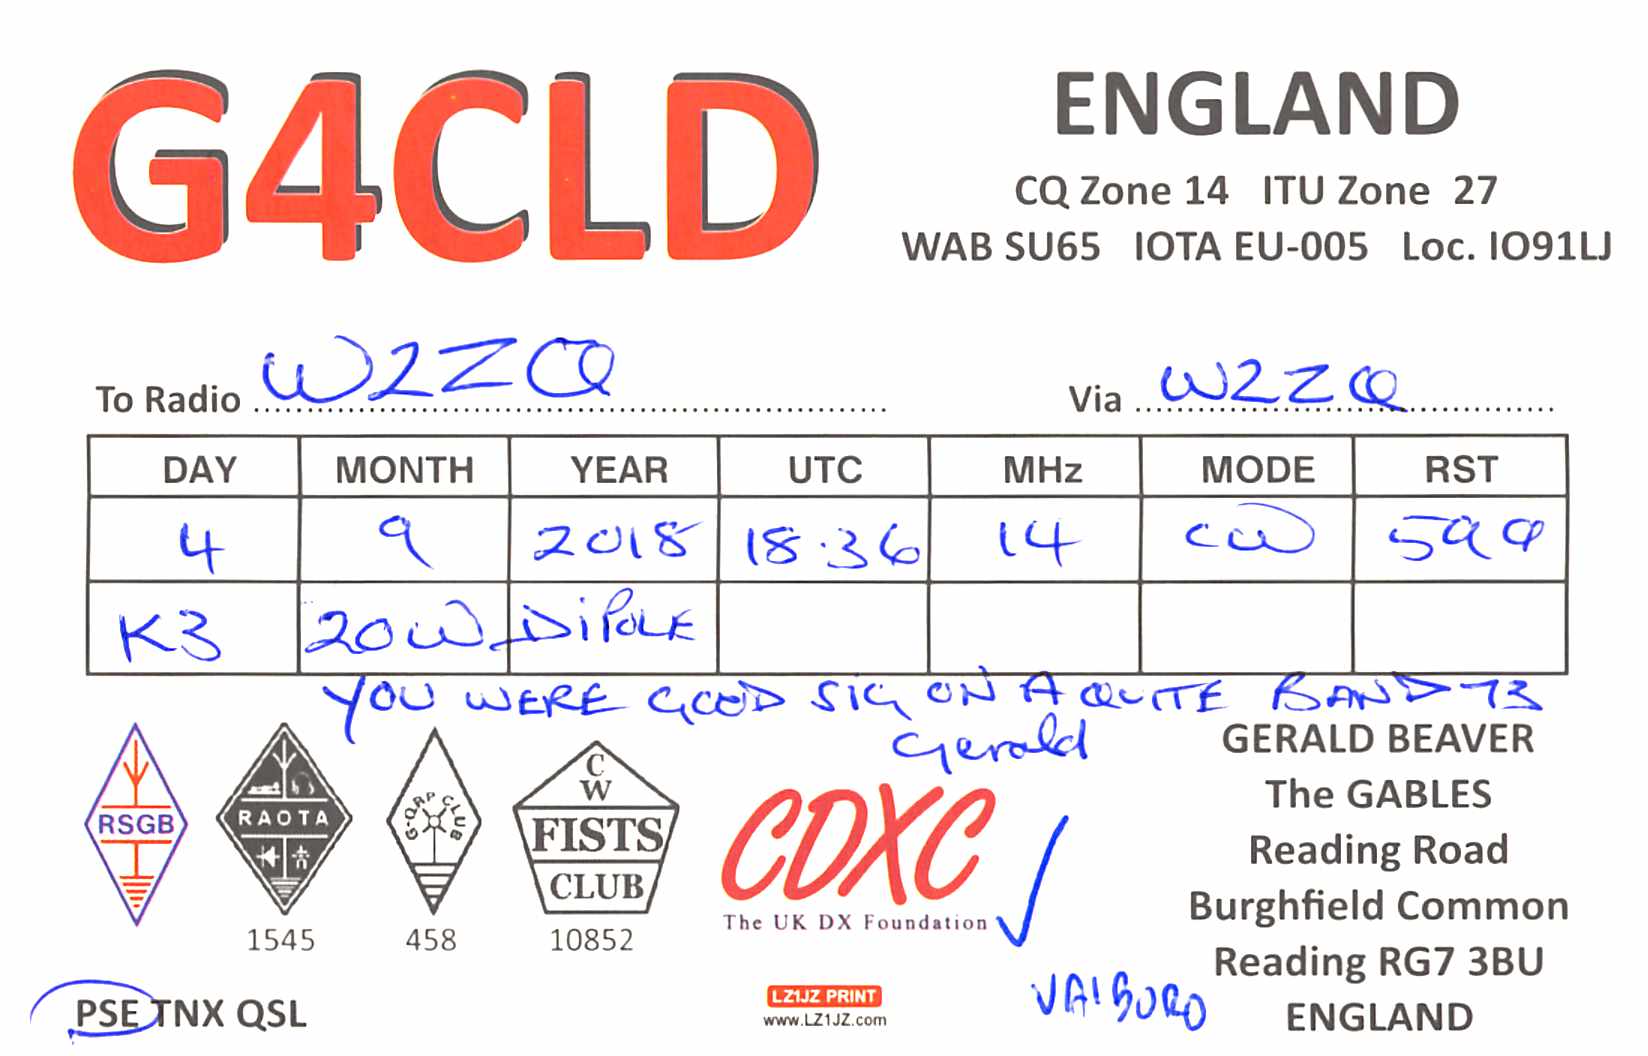 G4CLD
ENGLAND
CQ Zone 14 ITU Zone 27
WAB SU65 IOTA EU-005 Loc. IO91LJ
To Radio W2ZCQ Via W2ZCQ
DAY MONTH YEAR UTC MHz MODE RST
4 9 2018 18.36 14 CW 599
K3 20W DIPOLE
YOU WERE GOOD SIG ON A QUITE BAND 73
Gerald
RSGB
RAOTA
1545
G-QRP CLUB
458
CW
FISTS
CLUB
10852
CDXC
The UK DX Foundation
GERALD BEAVER
The GABLES
Reading Road
Burghfield Common
Reading RG7 3BU
ENGLAND
PSE TNX QSL
LZ1JZ PRINT
www.LZ1JZ.com
BURO